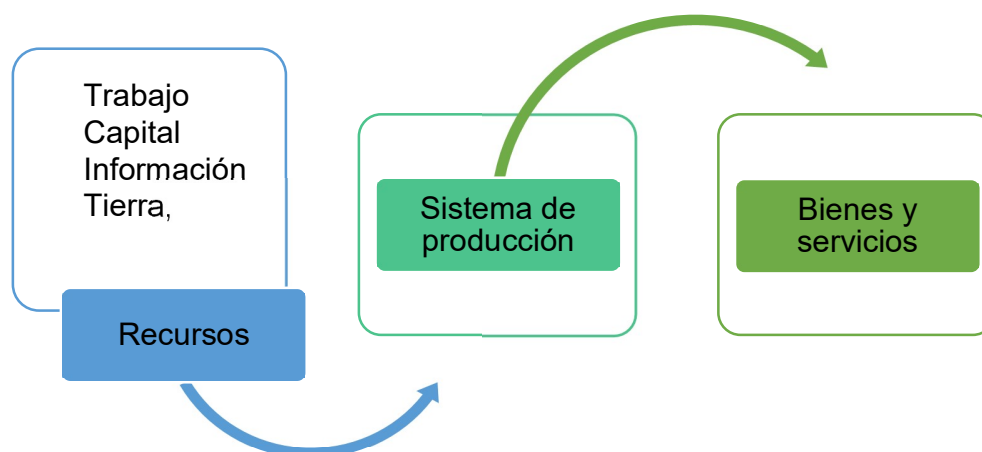 Trabajo
Capital
Información
Tierra,
Recursos
Sistema de
producción
Bienes y
servicios